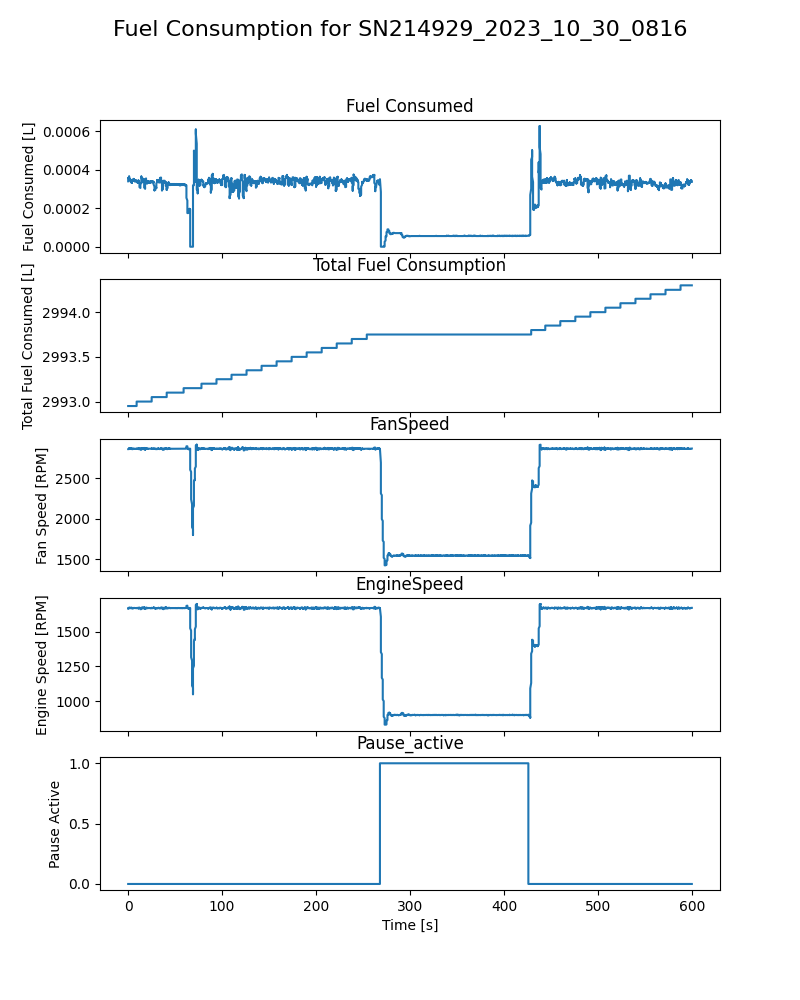 Fuel Consumption for SN214929_2023_10_30_0816
Fuel Consumed
Fuel Consumed [L]
0.0006
0.0004
0.0002
0.0000
Total Fuel Consumption
Total Fuel Consumed [L]
2994.0
2993.5
2993.0
FanSpeed
Fan Speed [RPM]
2500
2000
1500
EngineSpeed
Engine Speed [RPM]
1500
1250
1000
Pause_active
Pause Active
1.0
0.5
0.0
0 100 200 300 400 500 600
Time [s]